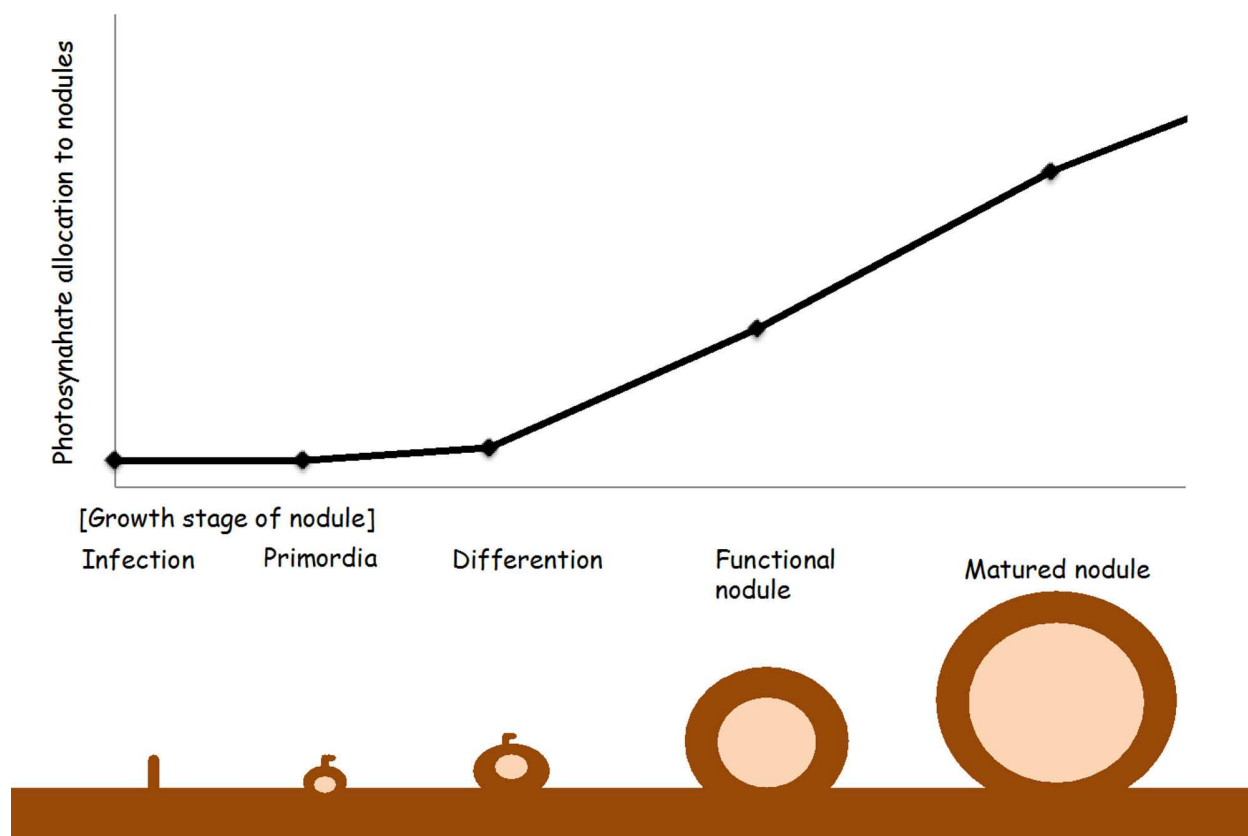 Photosynahate allocation to nodules
[Growth stage of nodule]
Infection
Primordia
Differention
Functional
nodule
Matured nodule